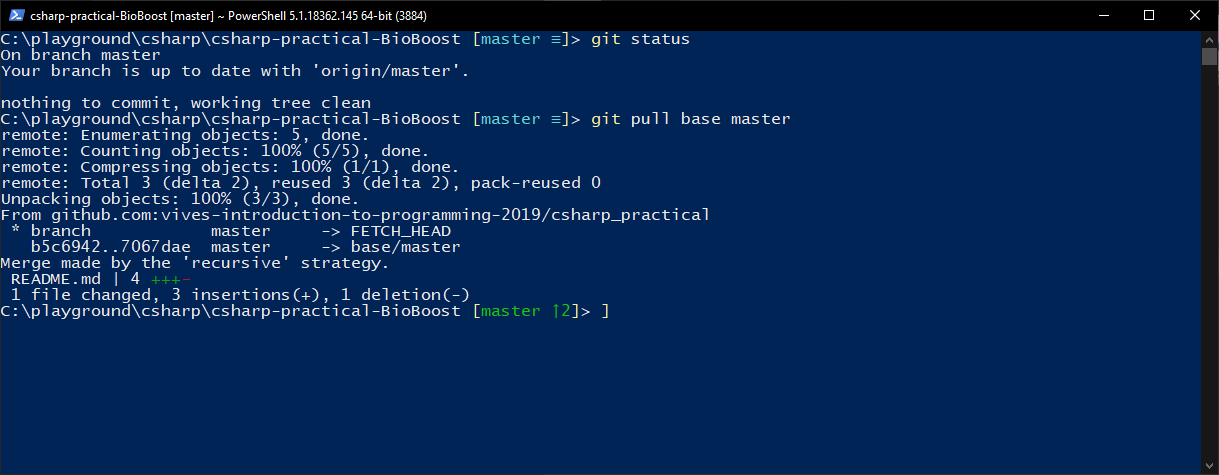 csharp-practical-BioBoost [master] ~ PowerShell 5.1.18362.145 64-bit (3884)
C:\playground\csharp\csharp-practical-BioBoost [master ≡]> git status
On branch master
Your branch is up to date with 'origin/master'.

nothing to commit, working tree clean
C:\playground\csharp\csharp-practical-BioBoost [master ≡]> git pull base master
remote: Enumerating objects: 5, done.
remote: Counting objects: 100% (5/5), done.
remote: Compressing objects: 100% (1/1), done.
remote: Total 3 (delta 2), reused 3 (delta 2), pack-reused 0
Unpacking objects: 100% (3/3), done.
From github.com:vives-introduction-to-programming-2019/csharp_practical
 * branch            master     -> FETCH_HEAD
   b5c6942..7067dae  master     -> base/master
Merge made by the 'recursive' strategy.
 README.md | 4 +++-
 1 file changed, 3 insertions(+), 1 deletion(-)
C:\playground\csharp\csharp-practical-BioBoost [master ↑2]> ]